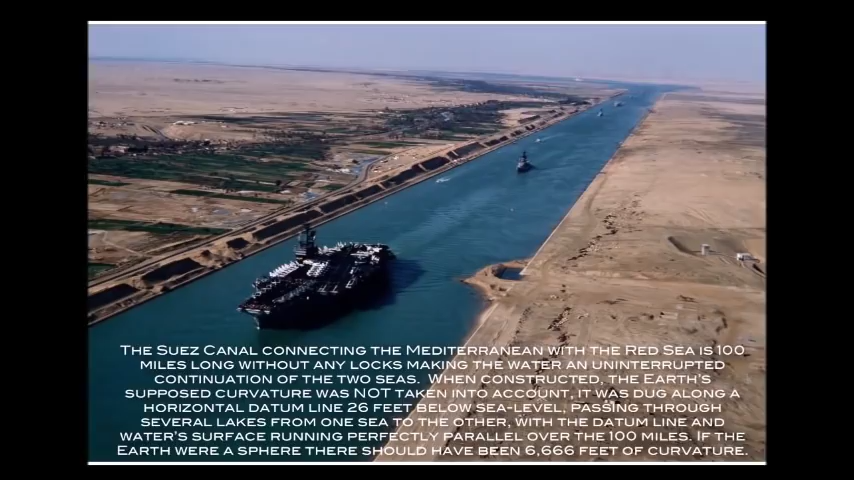 The Suez Canal connecting the Mediterranean with the Red Sea is 100
miles long without any locks making the water an uninterrupted
continuation of the two seas. When constructed, the Earth's
supposed curvature was NOT taken into account, it was dug along a
horizontal datum line 26 feet below sea-level, passing through
several lakes from one sea to the other, with the datum line and
water's surface running perfectly parallel over the 100 miles. If the
Earth were a sphere there should have been 6,666 feet of curvature.